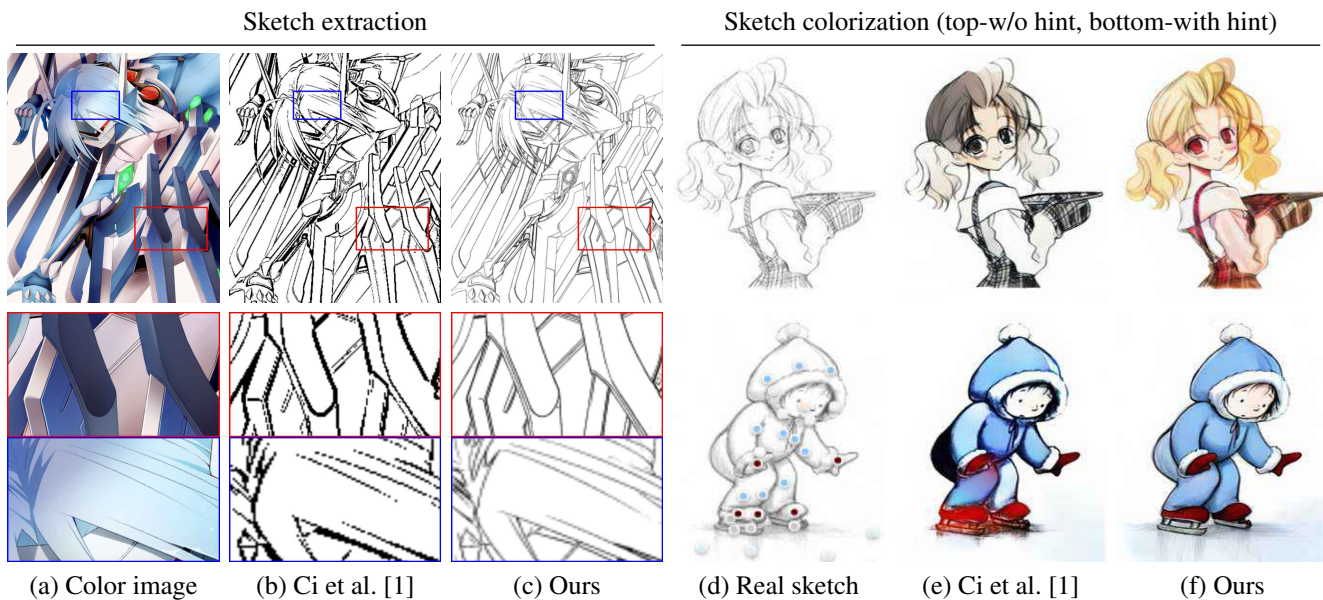 Sketch extraction
Sketch colorization (top-w/o hint, bottom-with hint)
(a) Color image
(b) Ci et al. [1]
(c) Ours
(d) Real sketch
(e) Ci et al. [1]
(f) Ours